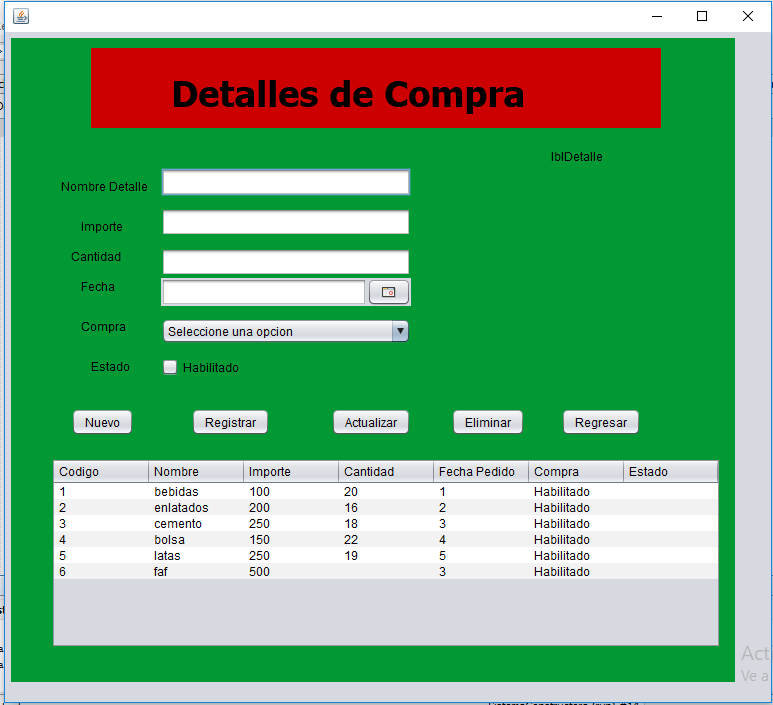 Detalles de Compra
lblDetalle
Nombre Detalle
Importe
Cantidad
Fecha
Compra Seleccione una opcion
Estado Habilitado
Nuevo Registrar Actualizar Eliminar Regresar
Codigo Nombre Importe Cantidad Fecha Pedido Compra Estado
1 bebidas 100 20 1 Habilitado
2 enlatados 200 16 2 Habilitado
3 cemento 250 18 3 Habilitado
4 bolsa 150 22 4 Habilitado
5 latas 250 19 5 Habilitado
6 faf 500 3 Habilitado
Act
Ve a